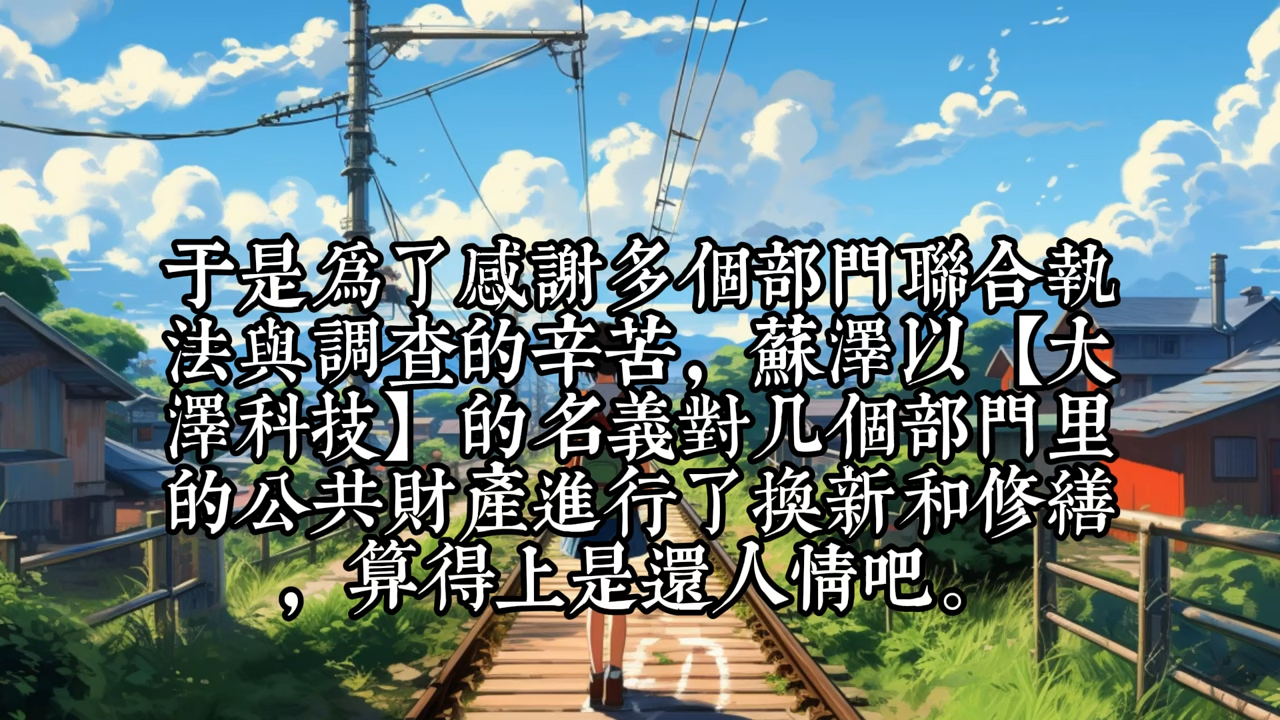 于是爲了感謝多個部門聯合執
法與調查的辛苦，蘇澤以【大
澤科技】的名義對几個部門里
的公共財產進行了換新和修繕
，算得上是還人情吧。